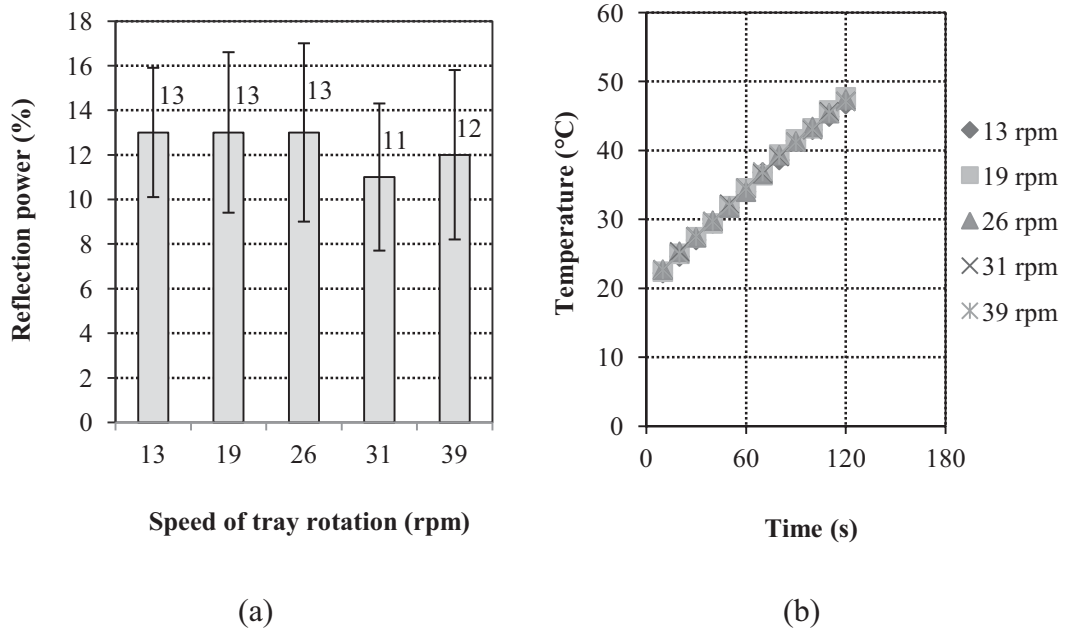 Reflection power (%)
18
16
14
12
10
8
6
4
2
0
13
13
13
11
12
13 19 26 31 39
Speed of tray rotation (rpm)
(a)
Temperature (°C)
60
50
40
30
20
10
0
0 60 120 180
Time (s)
13 rpm
19 rpm
26 rpm
31 rpm
39 rpm
(b)